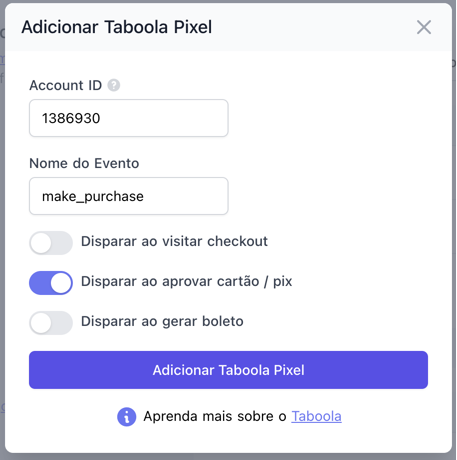 Adicionar Taboola Pixel
Account ID
1386930
Nome do Evento
make_purchase
Disparar ao visitar checkout
Disparar ao aprovar cartão / pix
Disparar ao gerar boleto
Adicionar Taboola Pixel
Aprenda mais sobre o Taboola